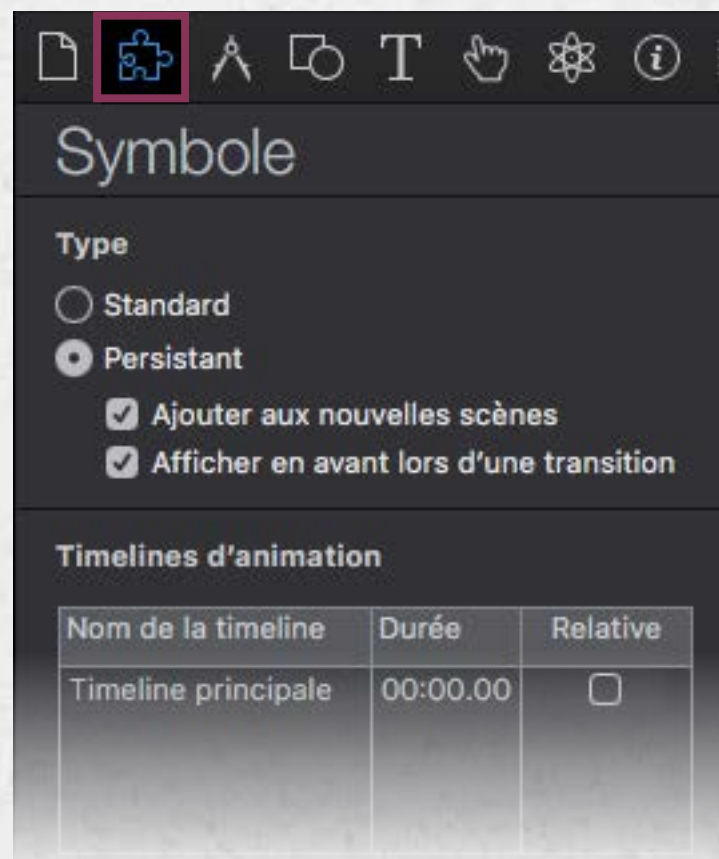 Symbole
Type
Standard
Persistant
Ajouter aux nouvelles scènes
Afficher en avant lors d'une transition
Timelines d'animation
Nom de la timeline Durée Relative
Timeline principale 00:00.00